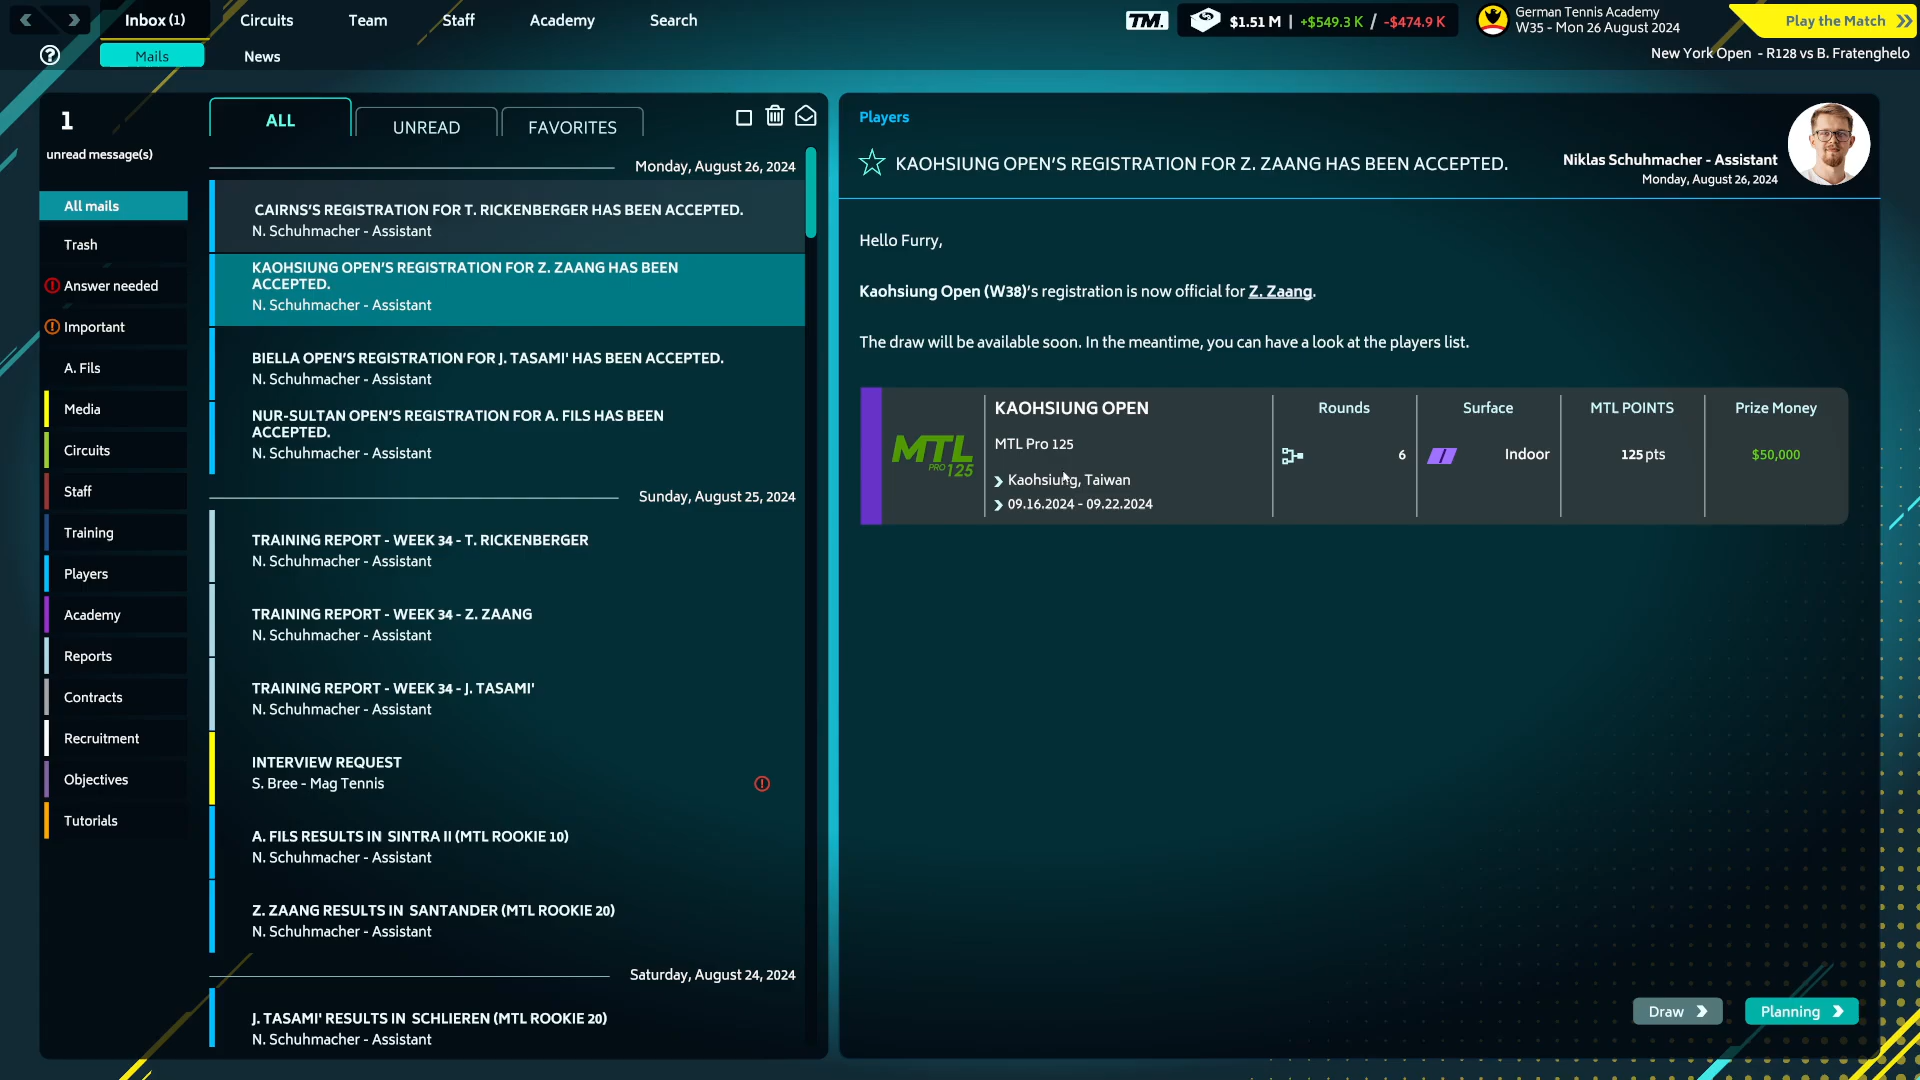 Inbox (1)
Circuits
Team
Staff
Academy
Search
TM.
$1.51 M | +$549.3 K / -$474.9 K
German Tennis Academy
W35 - Mon 26 August 2024
Play the Match
Mails
News
New York Open - R128 vs B. Fratenghelo
1
unread message(s)
All mails
Trash
Answer needed
Important
A. Fils
Media
Circuits
Staff
Training
Players
Academy
Reports
Contracts
Recruitment
Objectives
Tutorials
ALL
UNREAD
FAVORITES
Monday, August 26, 2024
CAIRNS'S REGISTRATION FOR T. RICKENBERGER HAS BEEN ACCEPTED.
N. Schuhmacher - Assistant
KAOHSIUNG OPEN'S REGISTRATION FOR Z. ZAANG HAS BEEN
ACCEPTED.
N. Schuhmacher - Assistant
BIELLA OPEN'S REGISTRATION FOR J. TASAMI' HAS BEEN ACCEPTED.
N. Schuhmacher - Assistant
NUR-SULTAN OPEN'S REGISTRATION FOR A. FILS HAS BEEN
ACCEPTED.
N. Schuhmacher - Assistant
Sunday, August 25, 2024
TRAINING REPORT - WEEK 34 - T. RICKENBERGER
N. Schuhmacher - Assistant
TRAINING REPORT - WEEK 34 - Z. ZAANG
N. Schuhmacher - Assistant
TRAINING REPORT - WEEK 34 - J. TASAMI'
N. Schuhmacher - Assistant
INTERVIEW REQUEST
S. Bree - Mag Tennis
A. FILS RESULTS IN SINTRA II (MTL ROOKIE 10)
N. Schuhmacher - Assistant
Z. ZAANG RESULTS IN SANTANDER (MTL ROOKIE 20)
N. Schuhmacher - Assistant
Saturday, August 24, 2024
J. TASAMI' RESULTS IN SCHLIEREN (MTL ROOKIE 20)
N. Schuhmacher - Assistant
Players
KAOHSIUNG OPEN'S REGISTRATION FOR Z. ZAANG HAS BEEN ACCEPTED.
Niklas Schuhmacher - Assistant
Monday, August 26, 2024
Hello Furry,
Kaohsiung Open (W38)'s registration is now official for Z. Zaang.
The draw will be available soon. In the meantime, you can have a look at the players list.
MTL
PRO 125
KAOHSIUNG OPEN
MTL Pro 125
Kaohsiung, Taiwan
09.16.2024 - 09.22.2024
Rounds
6
Surface
Indoor
MTL POINTS
125 pts
Prize Money
$50,000
Draw
Planning